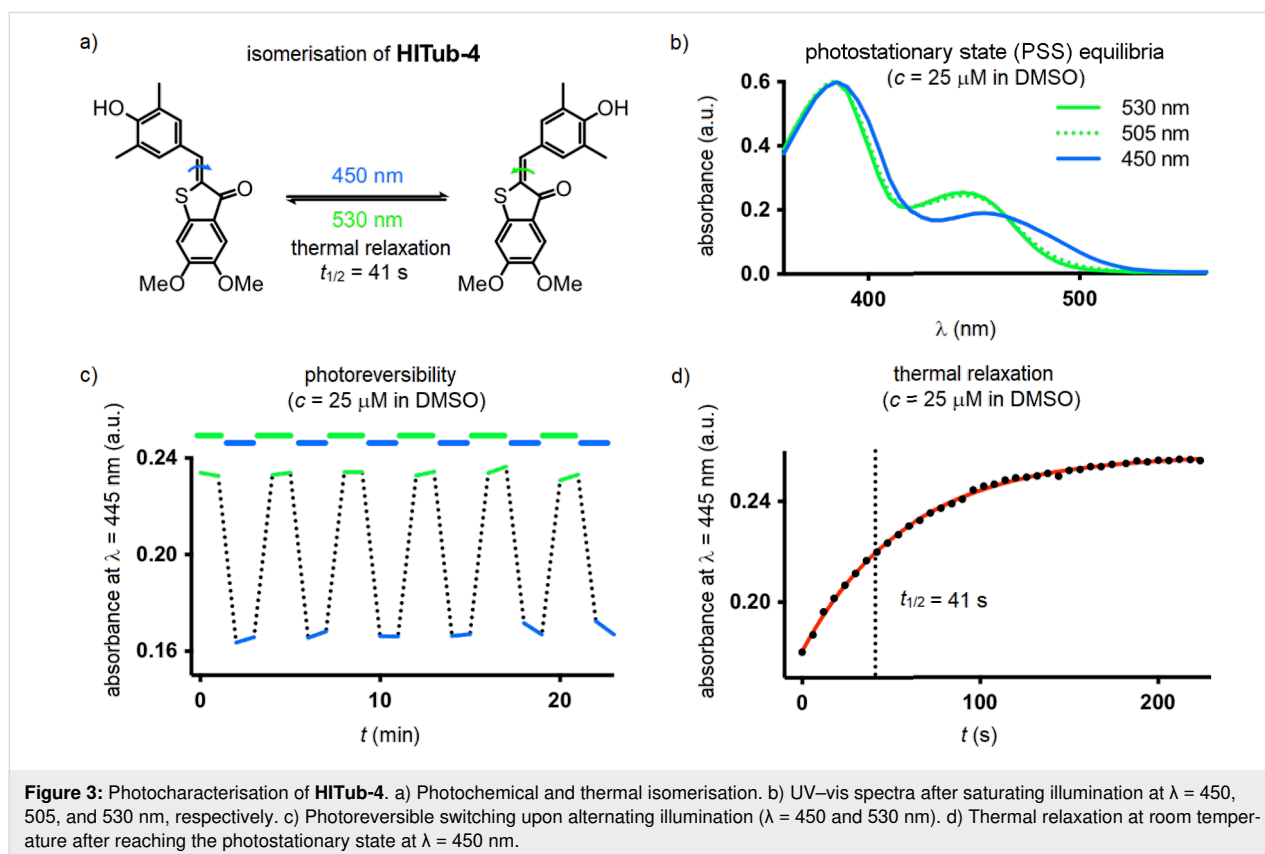 a)
isomerisation of HITub-4
HO
S
O
MeO
OMe
450 nm
530 nm
thermal relaxation
t1/2 = 41 s
OH
S
O
MeO
OMe
b)
photostationary state (PSS) equilibria
(c = 25 μM in DMSO)
absorbance (a.u.)
0.6
0.4
0.2
0.0
400
500
λ (nm)
530 nm
505 nm
450 nm
c)
photoreversibility
(c = 25 μM in DMSO)
absorbance at λ = 445 nm (a.u.)
0.24
0.20
0.16
0
10
20
t (min)
d)
thermal relaxation
(c = 25 μM in DMSO)
absorbance at λ = 445 nm (a.u.)
0.24
0.20
t1/2 = 41 s
0
100
200
t (s)
Figure 3: Photocharacterisation of HITub-4. a) Photochemical and thermal isomerisation. b) UV–vis spectra after saturating illumination at λ = 450,
505, and 530 nm, respectively. c) Photoreversible switching upon alternating illumination (λ = 450 and 530 nm). d) Thermal relaxation at room temper-
ature after reaching the photostationary state at λ = 450 nm.